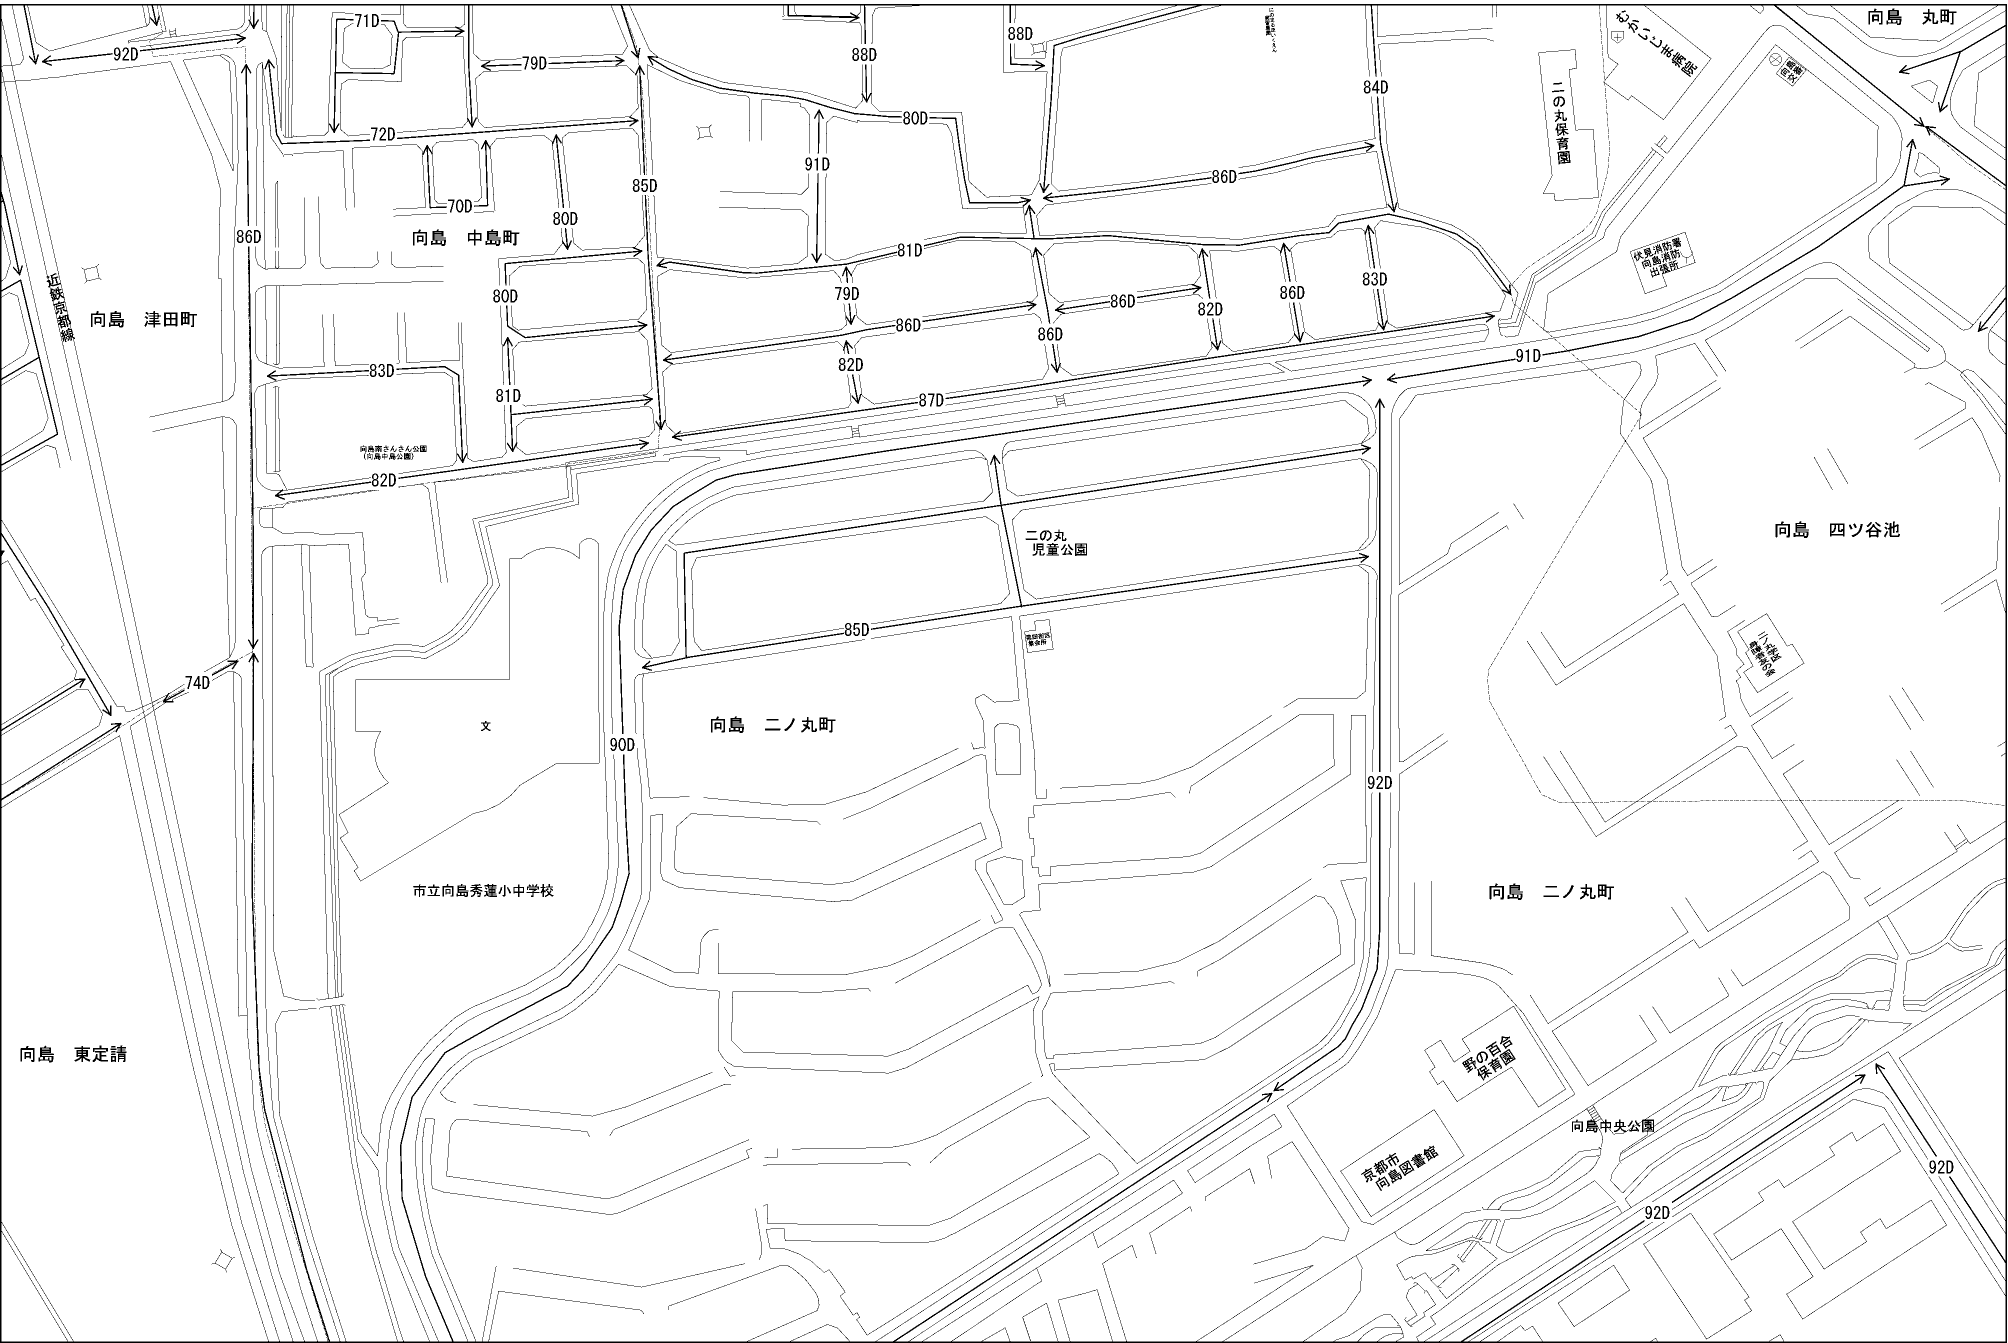 71D
88D
向島 丸町
むかいじま病院
92D
79D
88D
84D
二の丸保育園
72D
80D
91D
85D
86D
70D
80D
86D
向島 中島町
81D
伏見消防署
向島消防
出張所
近鉄京都線
80D
79D
86D
82D
86D
83D
向島 津田町
86D
86D
91D
83D
82D
81D
87D
向島南さんさん公園
(向島中島公園)
82D
二の丸
児童公園
向島 四ツ谷池
85D
74D
文
向島 二ノ丸町
90D
92D
市立向島秀蓮小中学校
向島 二ノ丸町
向島 東定請
野の百合
保育園
向島中央公園
京都市
向島図書館
92D
92D